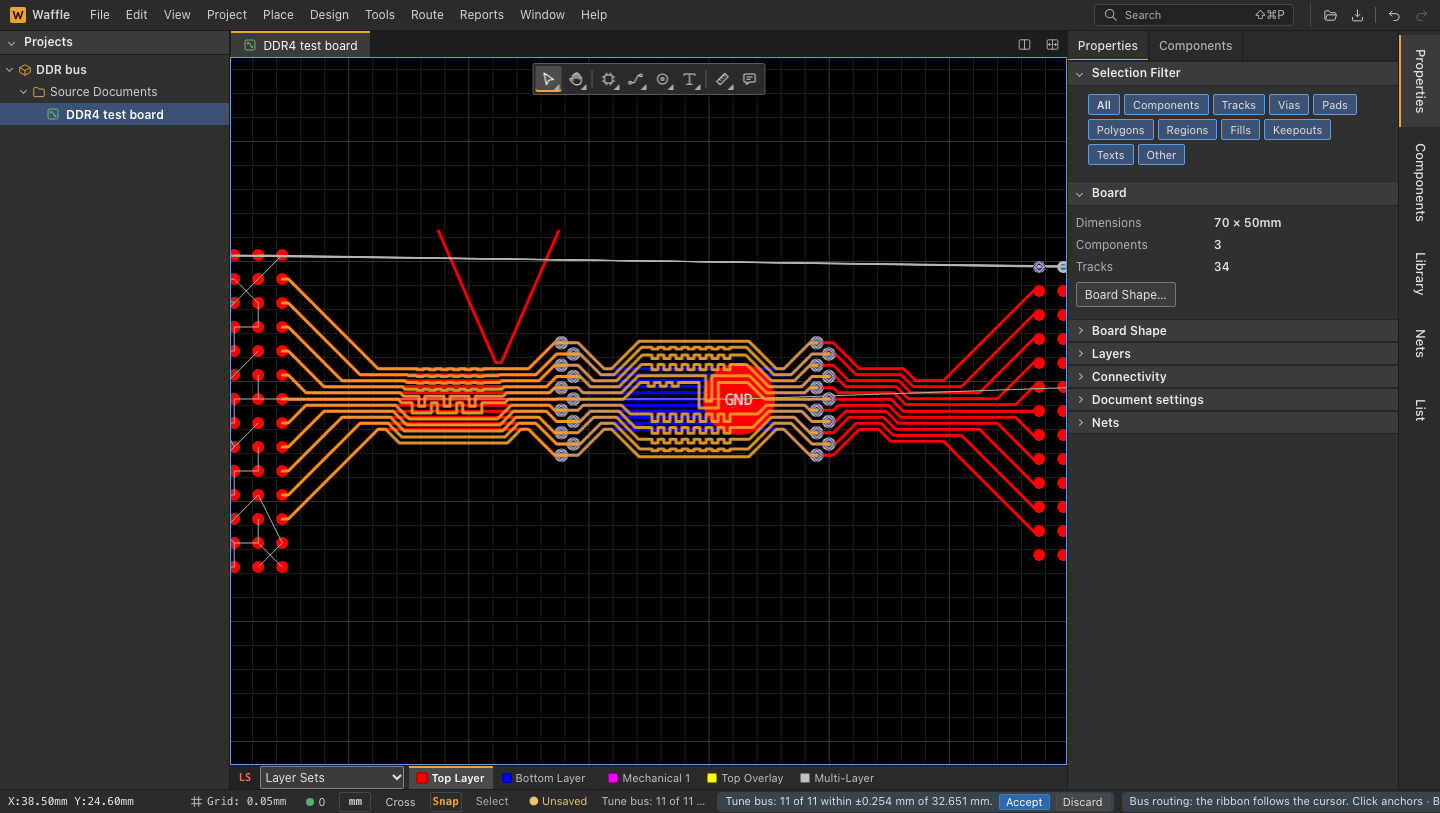 W Waffle File Edit View Project Place Design Tools Route Reports Window Help Search ⇧⌘P
Projects
DDR bus
Source Documents
DDR4 test board
DDR4 test board
GND
LS Layer Sets Top Layer Bottom Layer Mechanical 1 Top Overlay Multi-Layer
Properties Components
Selection Filter
All Components Tracks Vias Pads
Polygons Regions Fills Keepouts
Texts Other
Board
Dimensions 70 × 50mm
Components 3
Tracks 34
Board Shape...
Board Shape
Layers
Connectivity
Document settings
Nets
Properties
Components
Library
Nets
List
X:38.50mm Y:24.60mm Grid: 0.05mm 0 mm Cross Snap Select Unsaved Tune bus: 11 of 11 ... Tune bus: 11 of 11 within ±0.254 mm of 32.651 mm. Accept Discard Bus routing: the ribbon follows the cursor. Click anchors · B